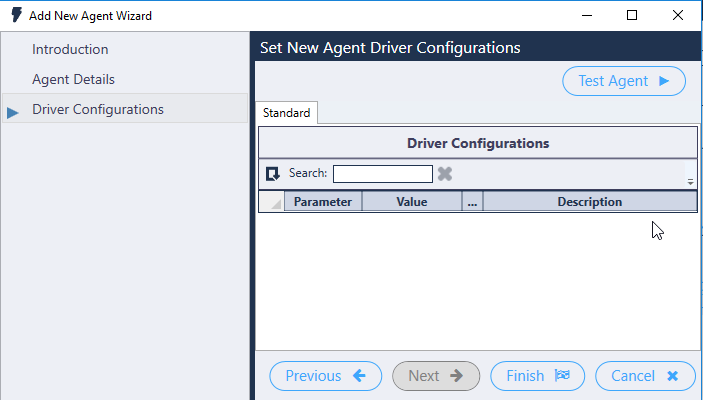 Add New Agent Wizard
Introduction
Agent Details
Driver Configurations
Set New Agent Driver Configurations
Test Agent
Standard
Driver Configurations
Search:
Parameter Value ... Description
Previous Next Finish Cancel